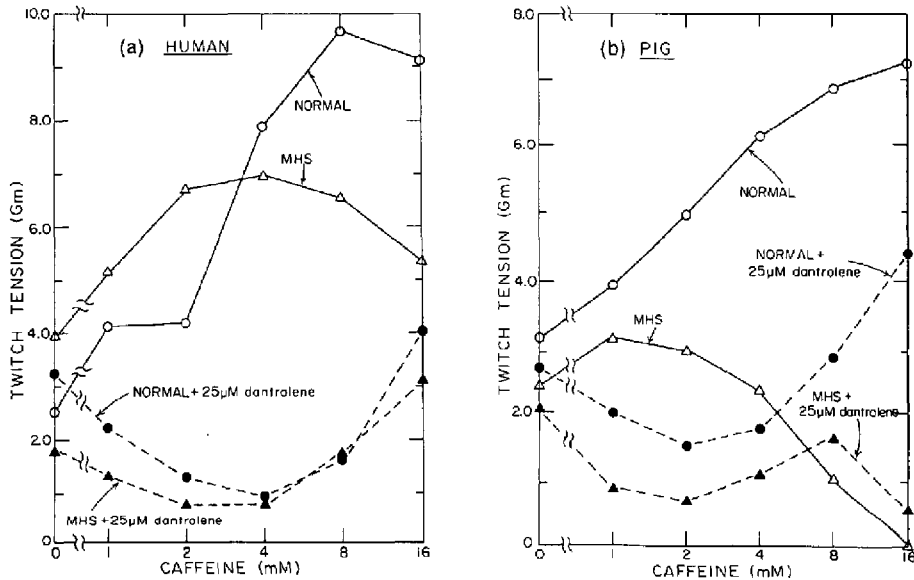 (a) HUMAN
10.0
8.0
6.0
4.0
2.0
0
TWITCH TENSION (Gm)
NORMAL
MHS
NORMAL + 25µM dantrolene
MHS + 25µM dantrolene
0 1 2 4 8 16
CAFFEINE (mM)
(b) PIG
8.0
6.0
4.0
2.0
0
TWITCH TENSION (Gm)
NORMAL
NORMAL +
25µM dantrolene
MHS
MHS +
25µM dantrolene
0 1 2 4 8 16
CAFFEINE (mM)